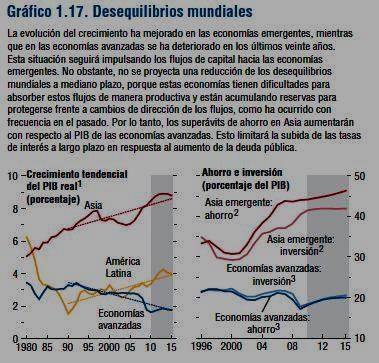 Gráfico 1.17. Desequilibrios mundiales
La evolución del crecimiento ha mejorado en las economías emergentes, mientras
que en las economías avanzadas se ha deteriorado en los últimos veinte años.
Esta situación seguirá impulsando los flujos de capital hacia las economías
emergentes. No obstante, no se proyecta una reducción de los desequilibrios
mundiales a mediano plazo, porque estas economías tienen dificultades para
absorber estos flujos de manera productiva y están acumulando reservas para
protegerse frente a cambios de dirección de los flujos, como ha ocurrido con
frecuencia en el pasado. Por lo tanto, los superávits de ahorro en Asia aumentarán
con respecto al PIB de las economías avanzadas. Esto limitará la subida de las tasas
de interés a largo plazo en respuesta al aumento de la deuda pública.
10
Crecimiento tendencial
del PIB real¹
(porcentaje)
8
6
4
2
0
Asia
América
Latina
Economías
avanzadas
1980 85 90 95 2000 05 10 15
Ahorro e inversión
(porcentaje del PIB)
50
40
30
20
10
Asia emergente:
ahorro²
Asia emergente:
inversión²
Economías avanzadas:
inversión³
Economías avanzadas:
ahorro³
1996 2000 04 08 12 15